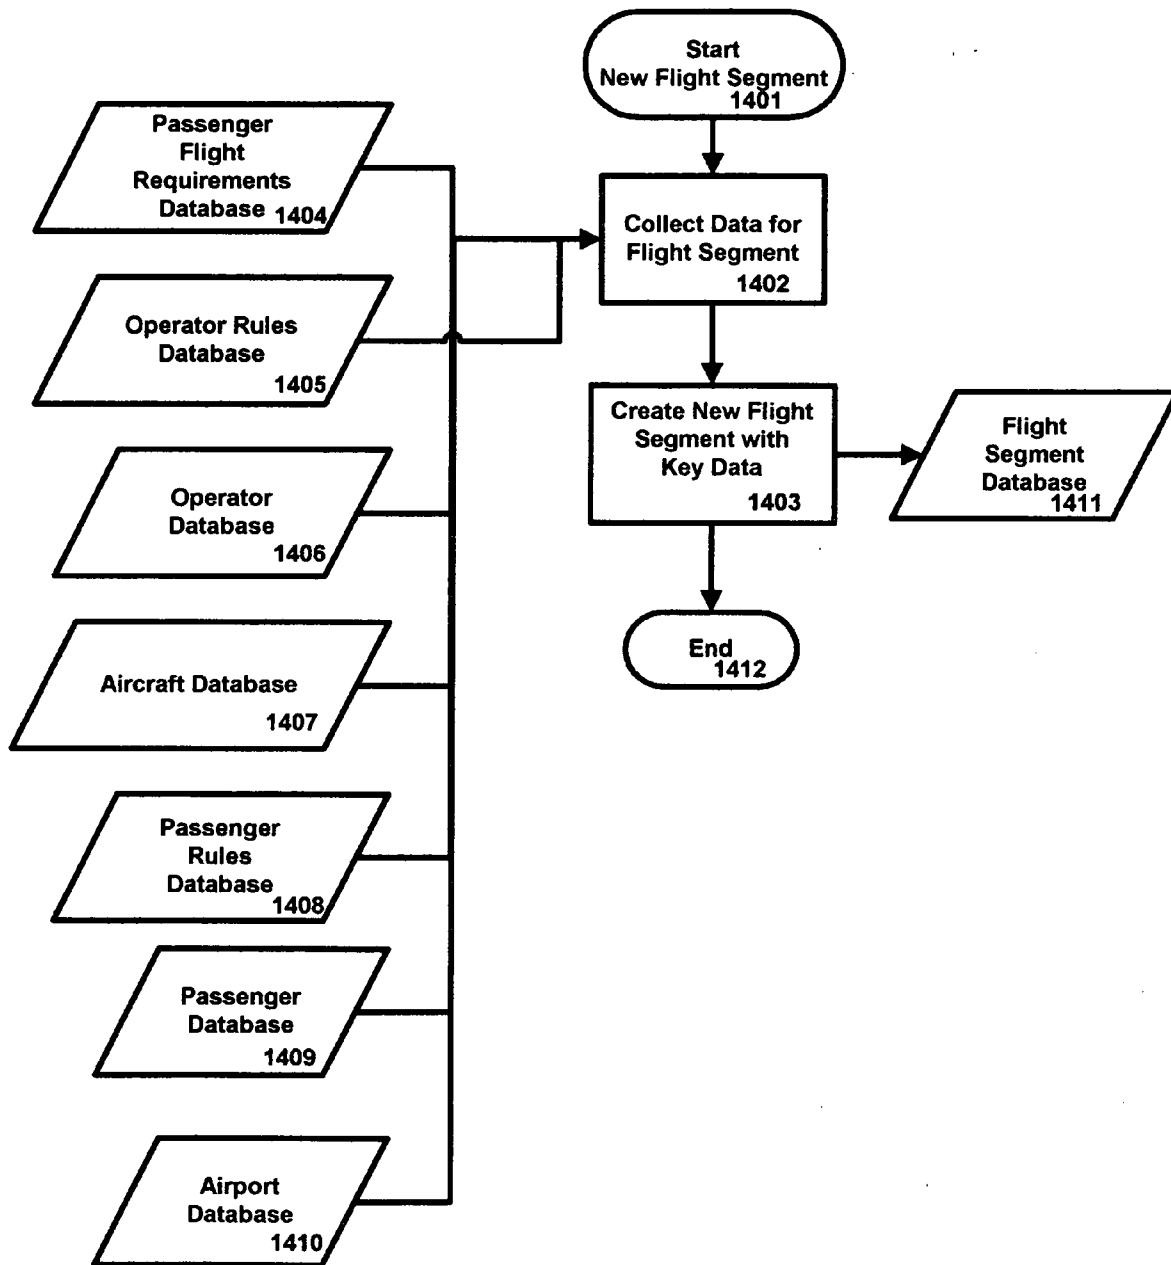 Start
New Flight Segment
1401
Passenger
Flight
Requirements
Database 1404
Collect Data for
Flight Segment
1402
Operator Rules
Database
1405
Create New Flight
Segment with
Key Data
1403
Flight
Segment
Database
1411
Operator
Database
1406
End
1412
Aircraft Database
1407
Passenger
Rules
Database
1408
Passenger
Database
1409
Airport
Database
1410